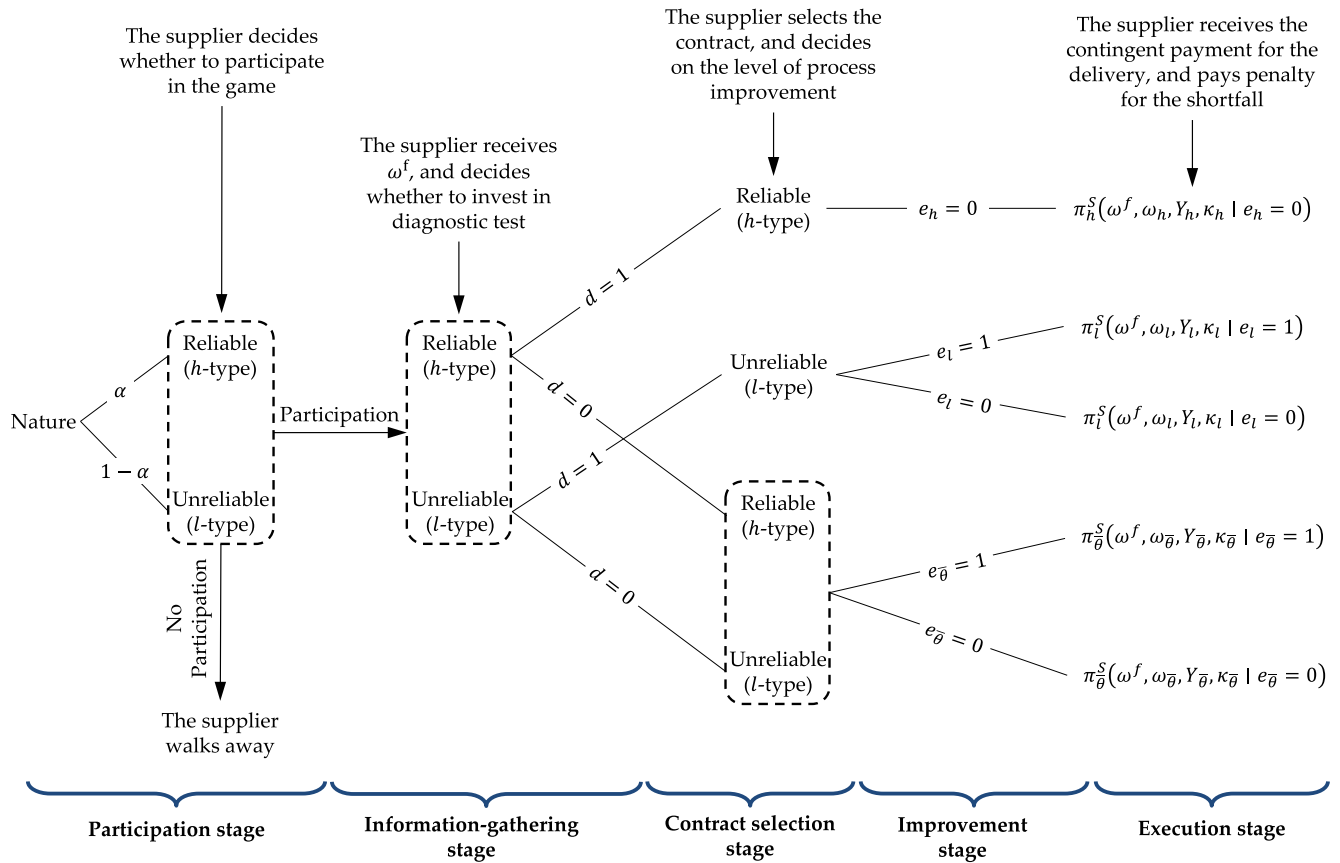 The supplier decides
whether to participate
in the game
The supplier receives
ω^f, and decides
whether to invest in
diagnostic test
The supplier selects the
contract, and decides
on the level of process
improvement
The supplier receives the
contingent payment for the
delivery, and pays penalty
for the shortfall
Nature
α
1 − α
Reliable
(h-type)
Unreliable
(l-type)
Participation
No
Participation
The supplier
walks away
Reliable
(h-type)
Unreliable
(l-type)
d = 1
d = 0
d = 1
d = 0
Reliable
(h-type)
Unreliable
(l-type)
Reliable
(h-type)
Unreliable
(l-type)
e_h = 0
e_l = 1
e_l = 0
e_θ̅ = 1
e_θ̅ = 0
π_h^S(ω^f, ω_h, Y_h, κ_h | e_h = 0)
π_l^S(ω^f, ω_l, Y_l, κ_l | e_l = 1)
π_l^S(ω^f, ω_l, Y_l, κ_l | e_l = 0)
π_θ̅^S(ω^f, ω_θ̅, Y_θ̅, κ_θ̅ | e_θ̅ = 1)
π_θ̅^S(ω^f, ω_θ̅, Y_θ̅, κ_θ̅ | e_θ̅ = 0)
Participation stage
Information-gathering
stage
Contract selection
stage
Improvement
stage
Execution stage